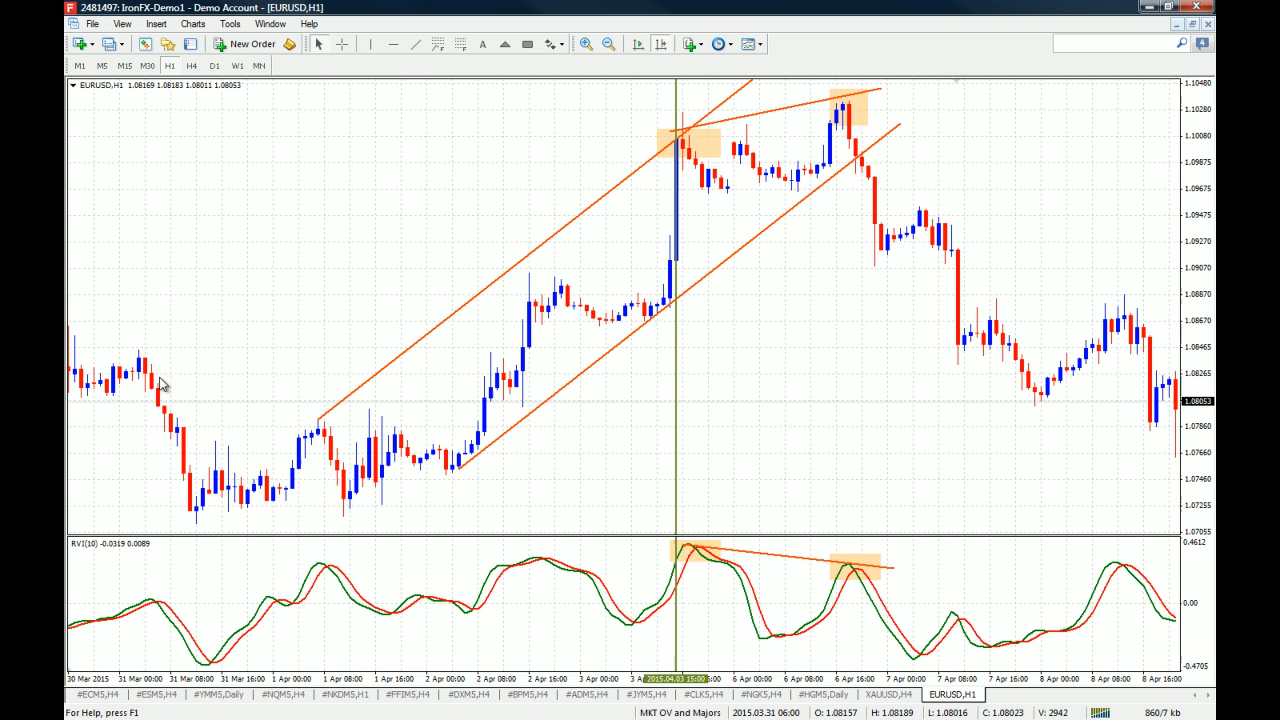 2481497: IronFX-Demo1 - Demo Account - [EURUSD,H1]
File View Insert Charts Tools Window Help
New Order A 4
M1 M5 M15 M30 H1 H4 D1 W1 MN
EURUSD,H1 1.08169 1.08183 1.08011 1.08053
1.10480
1.10280
1.10080
1.09875
1.09675
1.09475
1.09270
1.09070
1.08870
1.08670
1.08465
1.08265
1.08053
1.07860
1.07660
1.07460
1.07255
1.07055
RVI(10) -0.0319 0.0089
0.4612
0.00
-0.4705
30 Mar 2015 31 Mar 00:00 31 Mar 08:00 31 Mar 16:00 1 Apr 00:00 1 Apr 08:00 1 Apr 16:00 2 Apr 00:00 2 Apr 08:00 2 Apr 16:00 3 Apr 00:00 2015.04.03 15:00 6 Apr 00:00 6 Apr 08:00 6 Apr 16:00 7 Apr 00:00 7 Apr 16:00 8 Apr 00:00 8 Apr 08:00 8 Apr 16:00
#ECM5,H4 #ESM5,H4 #YMM5,Daily #NQM5,H4 #NKDM5,H1 #FFIM5,H4 #DXM5,H4 #BPM5,H4 #ADM5,H4 #JYM5,H4 #CLK5,H4 #NGK5,H4 #HGM5,Daily XAUUSD,H4 EURUSD,H1
For Help, press F1 MKT OV and Majors 2015.03.31 06:00 O: 1.08157 H: 1.08189 L: 1.08016 C: 1.08023 V: 2942 860/7 kb